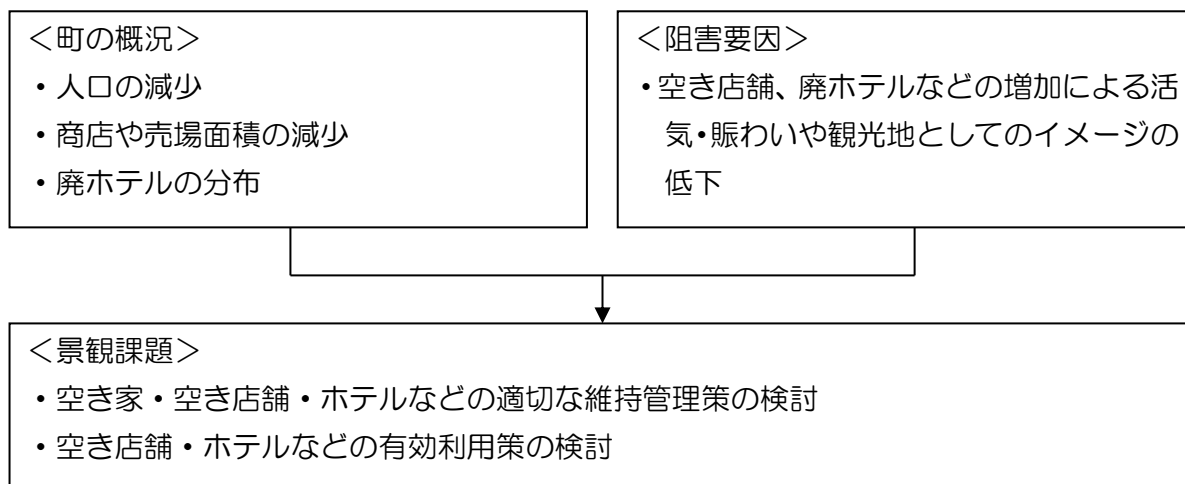 ＜町の概況＞
・人口の減少
・商店や売場面積の減少
・廃ホテルの分布
＜阻害要因＞
・空き店舗、廃ホテルなどの増加による活
気・賑わいや観光地としてのイメージの
低下
＜景観課題＞
・空き家・空き店舗・ホテルなどの適切な維持管理策の検討
・空き店舗・ホテルなどの有効利用策の検討